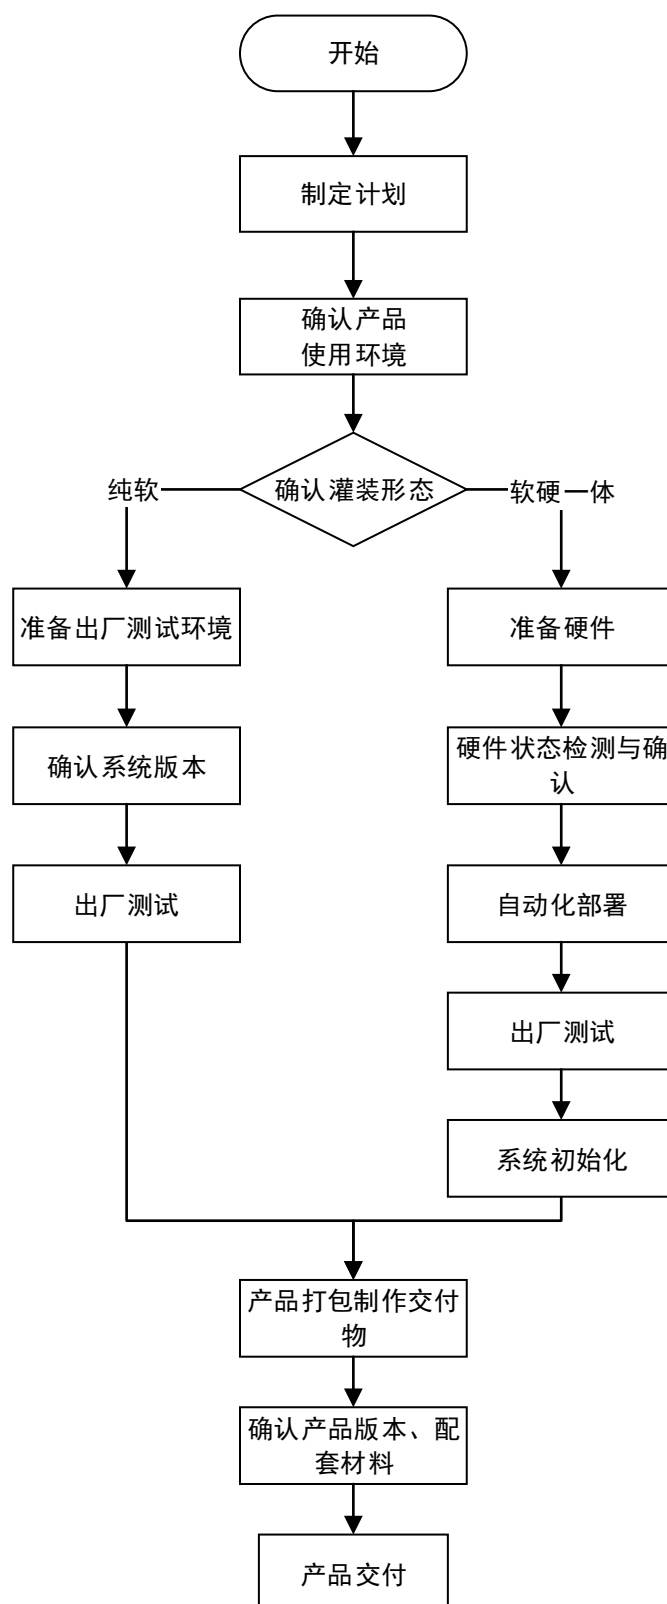 开始
制定计划
确认产品
使用环境
确认灌装形态
纯软
软硬一体
准备出厂测试环境
准备硬件
确认系统版本
硬件状态检测与确
认
出厂测试
自动化部署
出厂测试
系统初始化
产品打包制作交付
物
确认产品版本、配
套材料
产品交付